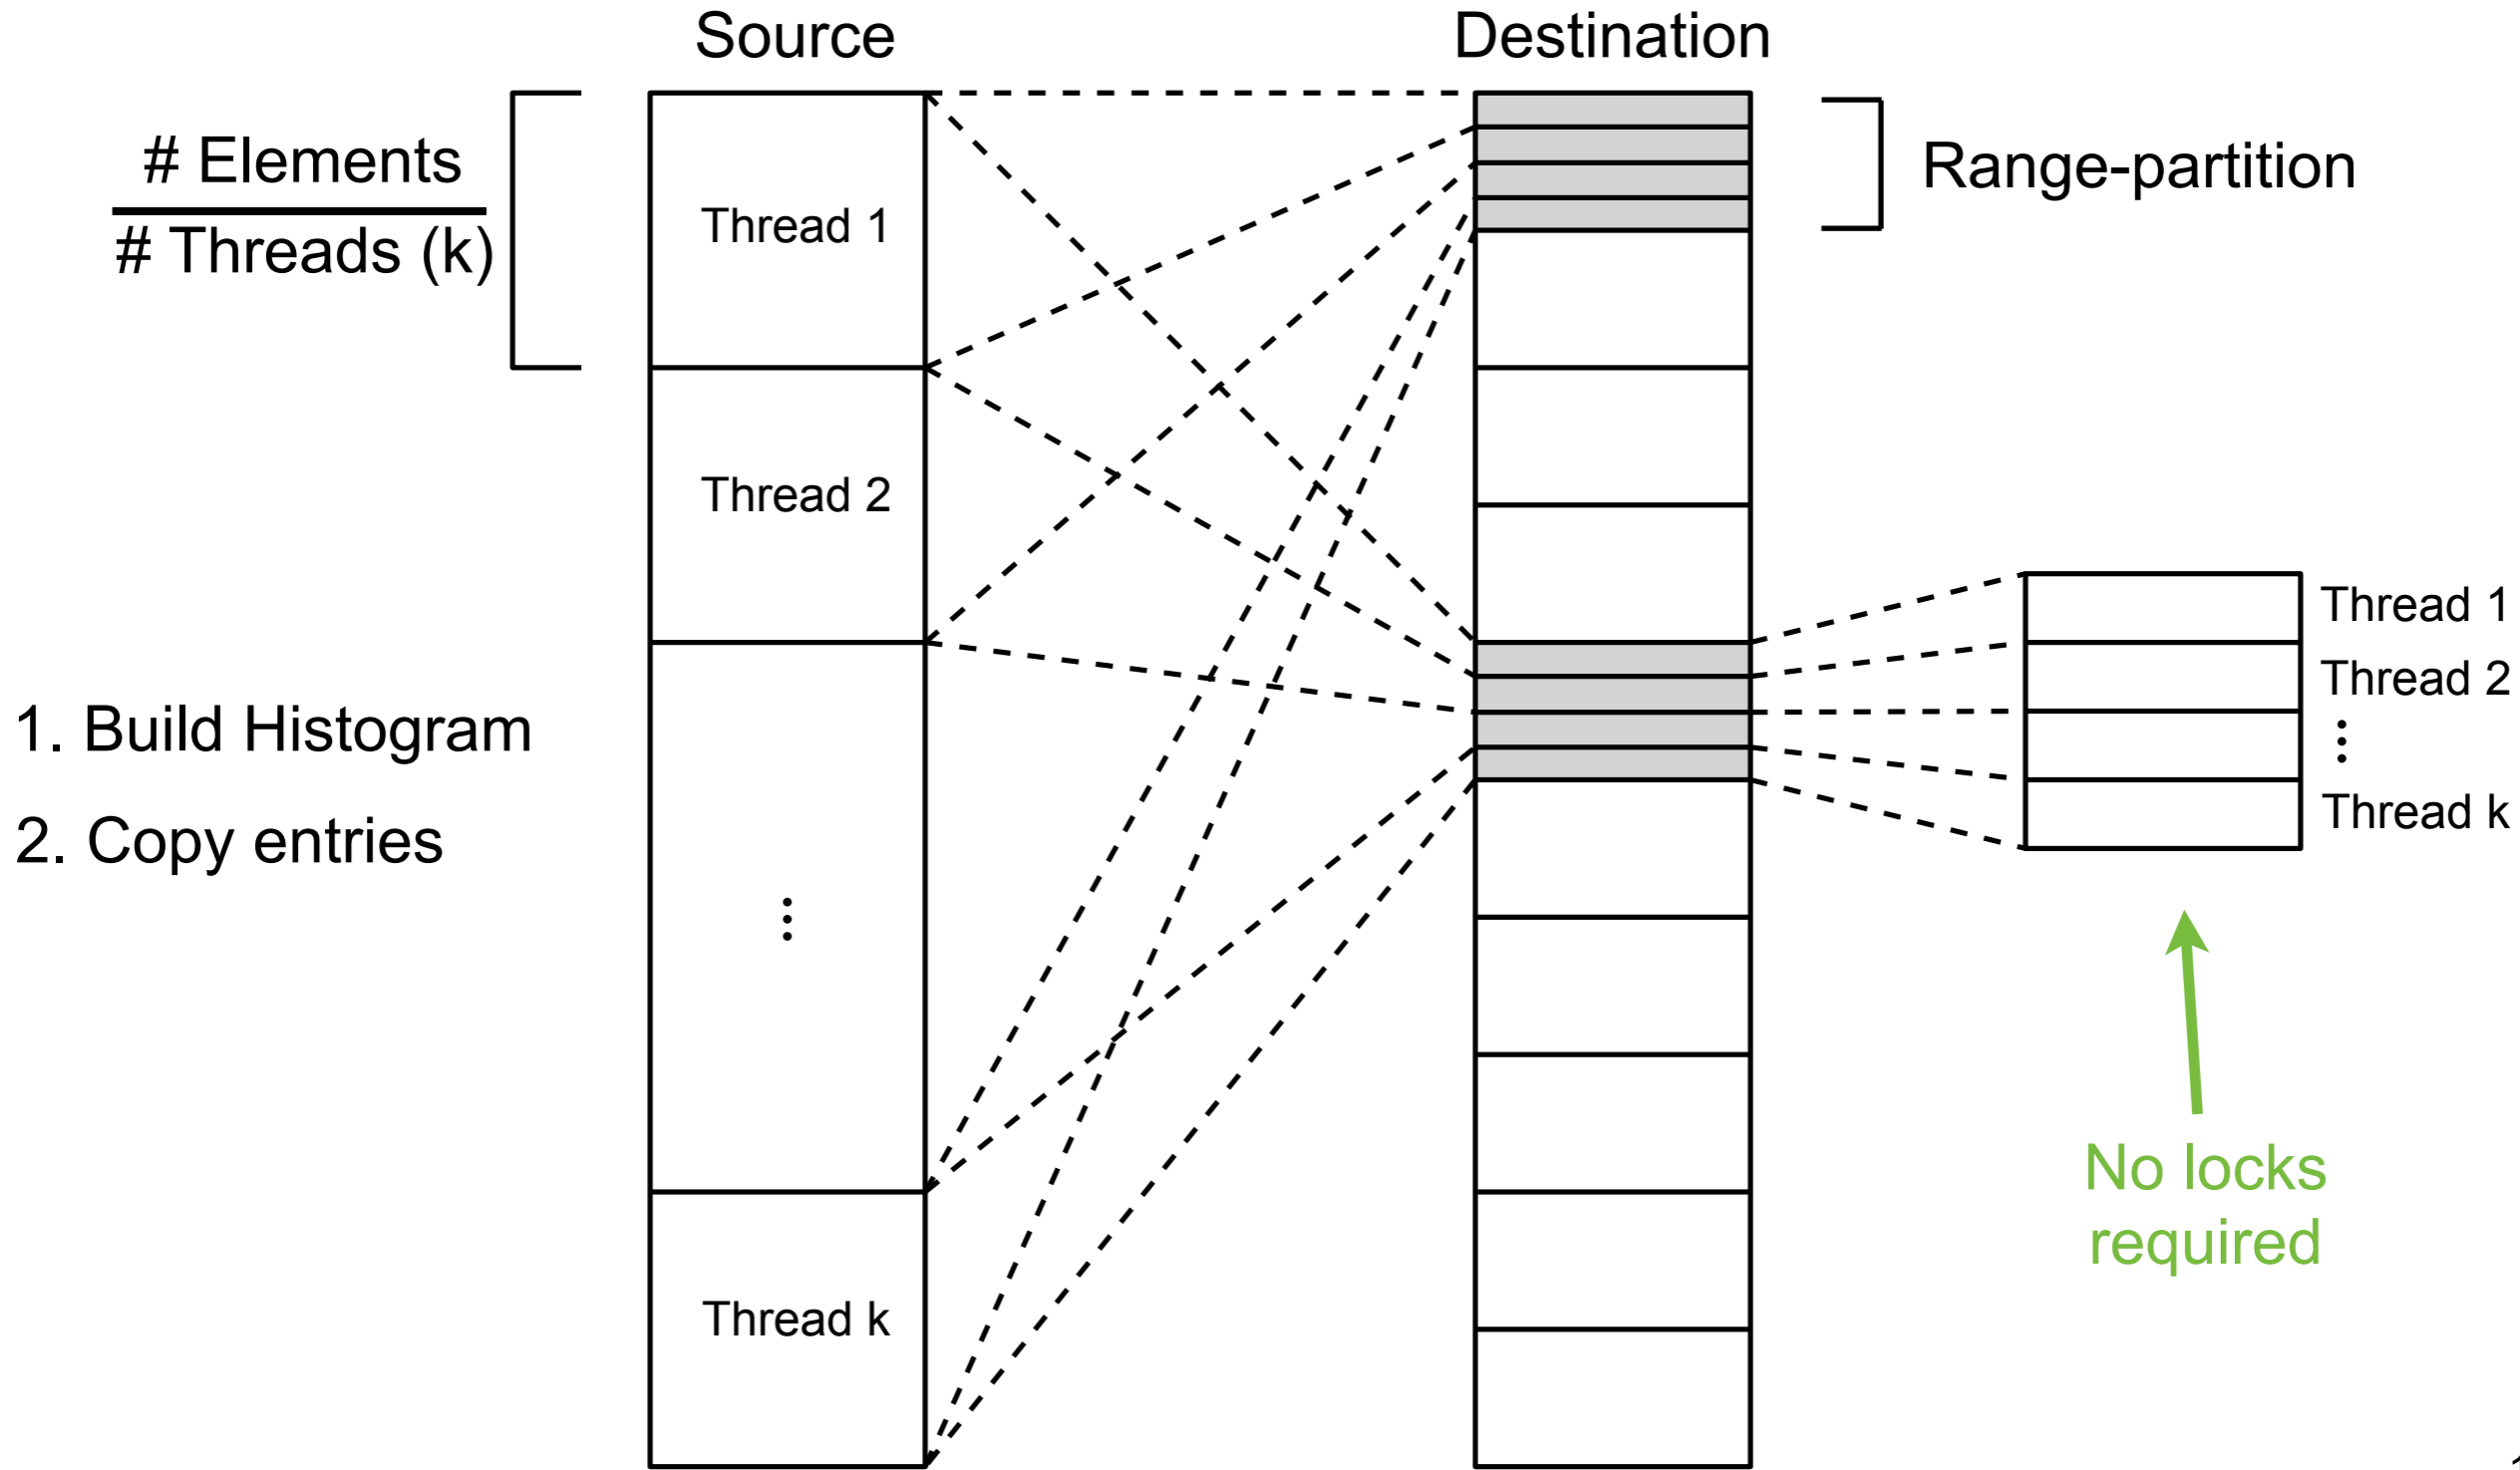 Source
Destination
# Elements
# Threads (k)
Range-partition
Thread 1
Thread 2
Thread 1
Thread 2
⋮
Thread k
1. Build Histogram
2. Copy entries
⋮
No locks
required
Thread k